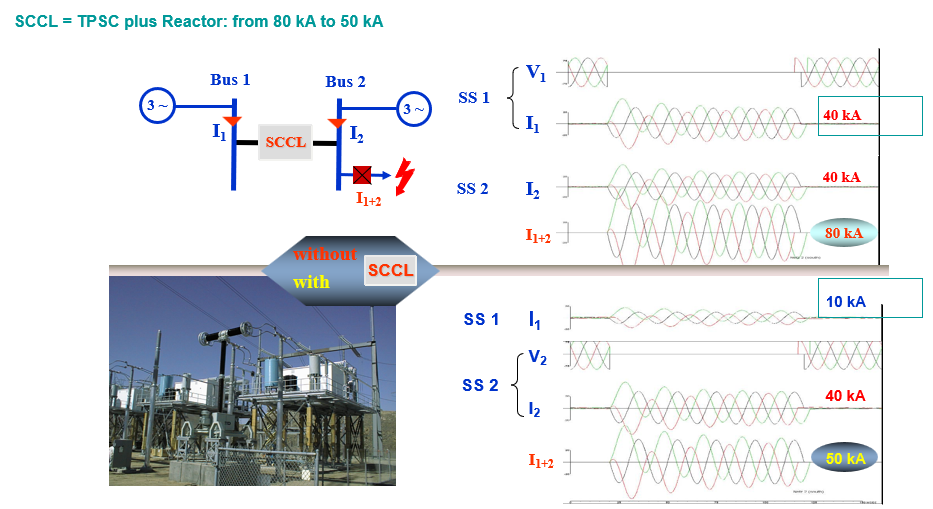 SCCL = TPSC plus Reactor: from 80 kA to 50 kA
Bus 1
Bus 2
3 ~
3 ~
I1
SCCL
I2
I1+2
SS 1
V1
I1
40 kA
SS 2
I2
40 kA
I1+2
80 kA
without
with
SCCL
SS 1
I1
10 kA
SS 2
V2
I2
40 kA
I1+2
50 kA